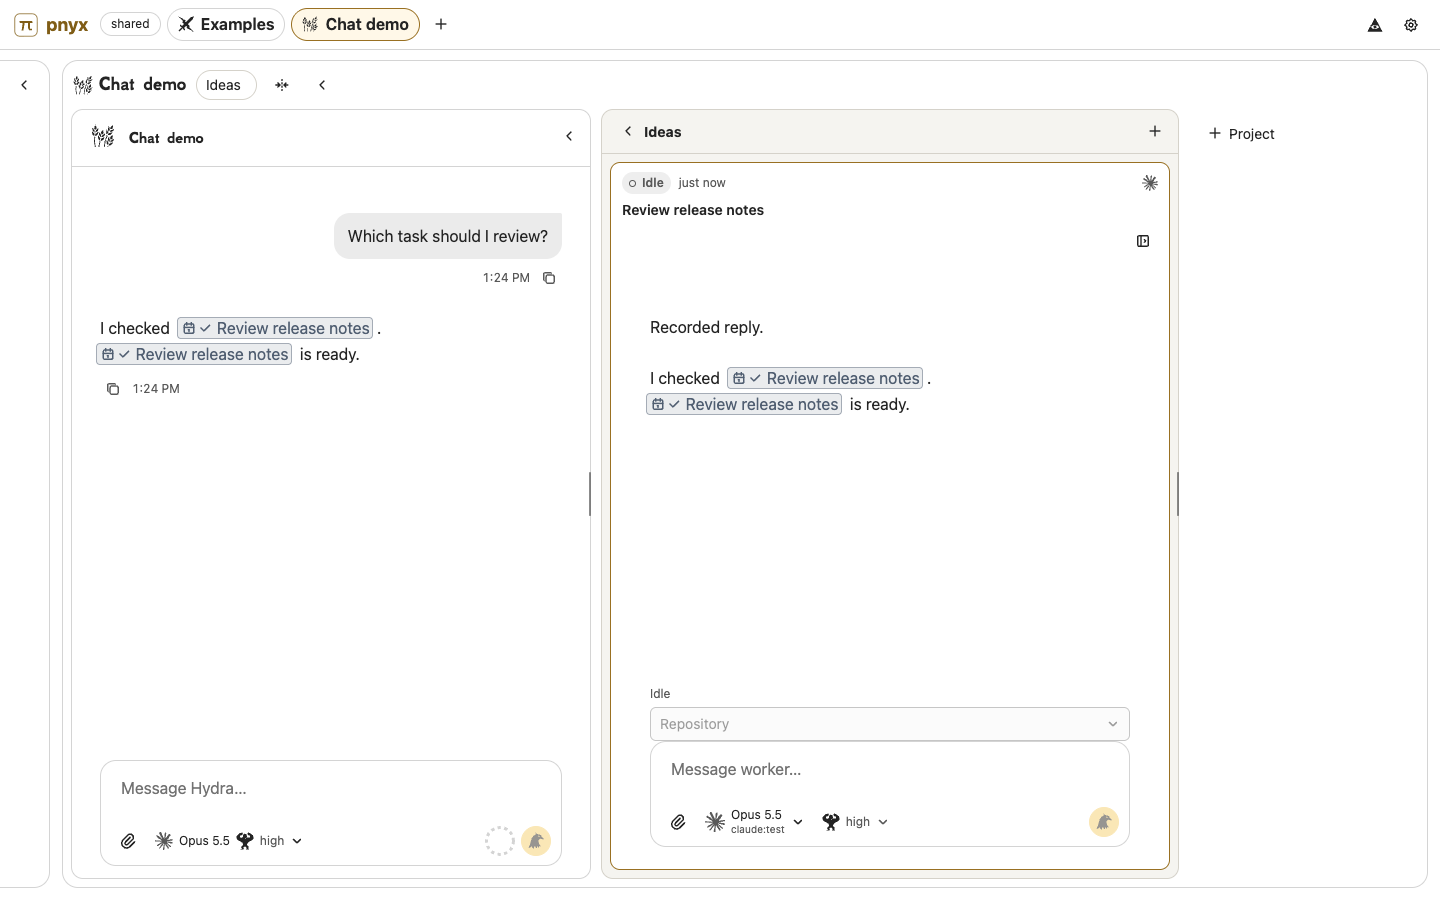 π pnyx
shared
Examples
Chat demo
Chat demo
Ideas
Chat demo
Which task should I review?
1:24 PM
I checked Review release notes .
Review release notes is ready.
1:24 PM
Message Hydra...
Opus 5.5
high
Ideas
Idle
just now
Review release notes
Recorded reply.
I checked Review release notes .
Review release notes is ready.
Idle
Repository
Message worker...
Opus 5.5
claude:test
high
Project